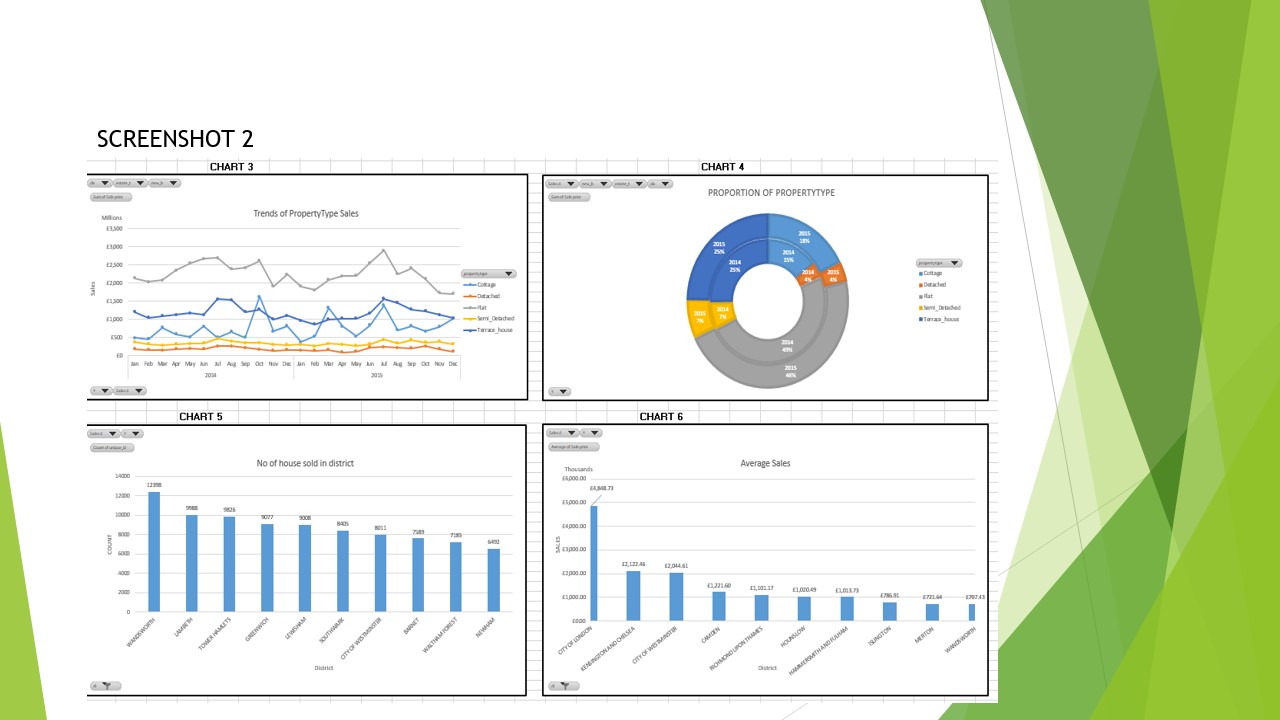 SCREENSHOT 2
CHART 3
Sum of Sale price
Trends of PropertyType Sales
Millions
£3,500
£3,000
£2,500
£2,000
£1,500
£1,000
£500
£0
Sales
Jan Feb Mar Apr May Jun Jul Aug Sep Oct Nov Dec Jan Feb Mar Apr May Jun Jul Aug Sep Oct Nov Dec
2014 2015
propertytype
Cottage
Detached
Flat
Semi_Detached
Terrace_house
CHART 4
Sum of Sale price
PROPORTION OF PROPERTYTYPE
2015
18%
2014
15%
2014
4%
2015
4%
2014
49%
2015
46%
2015
7%
2014
7%
2015
25%
2014
25%
propertytype
Cottage
Detached
Flat
Semi_Detached
Terrace_house
CHART 5
Count of unique_id
No of house sold in district
14000
12000
10000
8000
6000
4000
2000
0
COUNT
12398
9988
9826
9077
9008
8405
8011
7589
7185
6492
WANDSWORTH
LAMBETH
TOWER HAMLETS
GREENWICH
LEWISHAM
SOUTHWARK
CITY OF WESTMINSTER
BARNET
WALTHAM FOREST
NEWHAM
District
CHART 6
Average of Sale price
Average Sales
Thousands
£6,000.00
£5,000.00
£4,000.00
£3,000.00
£2,000.00
£1,000.00
£0.00
SALES
£4,848.73
£2,122.46
£2,044.61
£1,221.60
£1,101.17
£1,020.49
£1,013.73
£786.91
£721.64
£707.43
CITY OF LONDON
KENSINGTON AND CHELSEA
CITY OF WESTMINSTER
CAMDEN
RICHMOND UPON THAMES
HOUNSLOW
HAMMERSMITH AND FULHAM
ISLINGTON
MERTON
WANDSWORTH
District